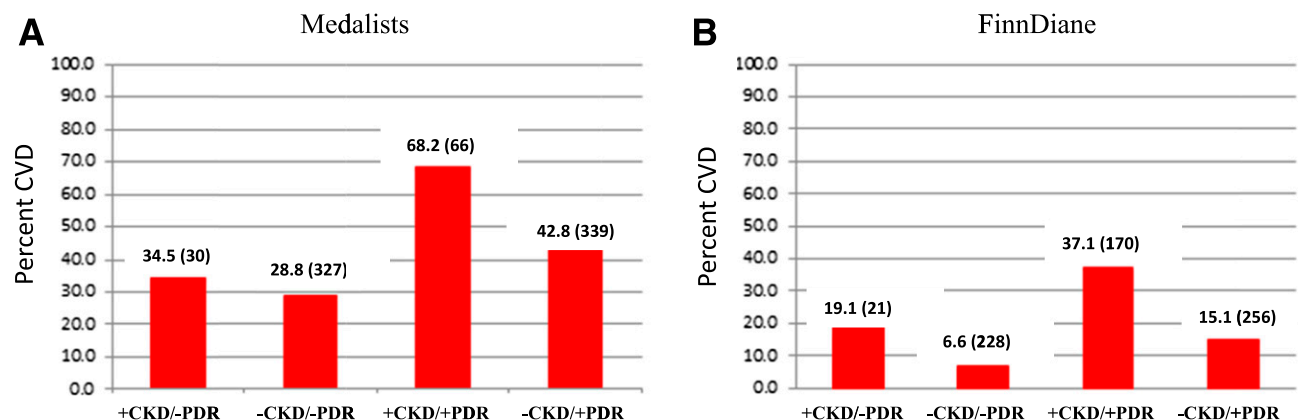 A
Medalists
Percent CVD
100.0
90.0
80.0
70.0
60.0
50.0
40.0
30.0
20.0
10.0
0.0
34.5 (30)
28.8 (327)
68.2 (66)
42.8 (339)
+CKD/-PDR
-CKD/-PDR
+CKD/+PDR
-CKD/+PDR
B
FinnDiane
Percent CVD
100.0
90.0
80.0
70.0
60.0
50.0
40.0
30.0
20.0
10.0
0.0
19.1 (21)
6.6 (228)
37.1 (170)
15.1 (256)
+CKD/-PDR
-CKD/-PDR
+CKD/+PDR
-CKD/+PDR